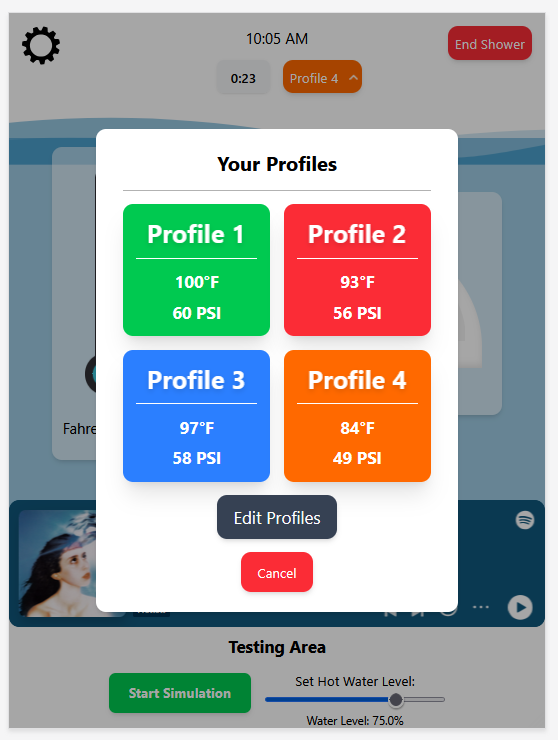 10:05 AM
End Shower
0:23
Profile 4
Your Profiles
Profile 1
100°F
60 PSI
Profile 2
93°F
56 PSI
Profile 3
97°F
58 PSI
Profile 4
84°F
49 PSI
Fahre
Edit Profiles
Cancel
Testing Area
Start Simulation
Set Hot Water Level:
Water Level: 75.0%